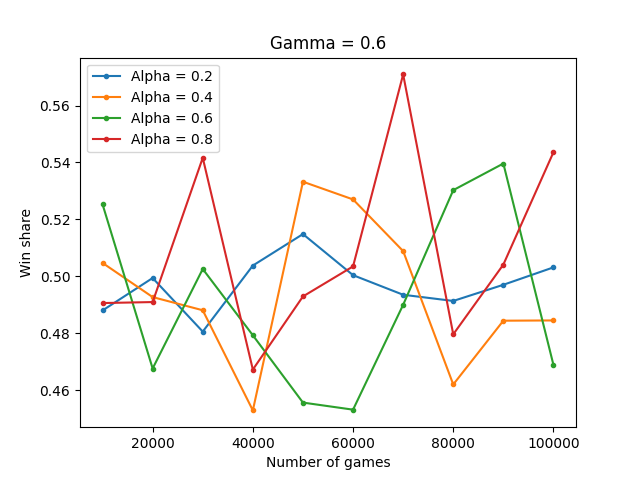 Gamma = 0.6
Alpha = 0.2
Alpha = 0.4
Alpha = 0.6
Alpha = 0.8
0.56
0.54
0.52
0.50
0.48
0.46
Win share
20000 40000 60000 80000 100000
Number of games